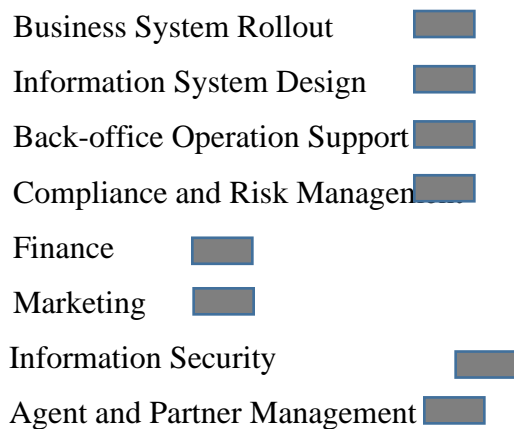 Business System Rollout
Information System Design
Back-office Operation Support
Compliance and Risk Management
Finance
Marketing
Information Security
Agent and Partner Management